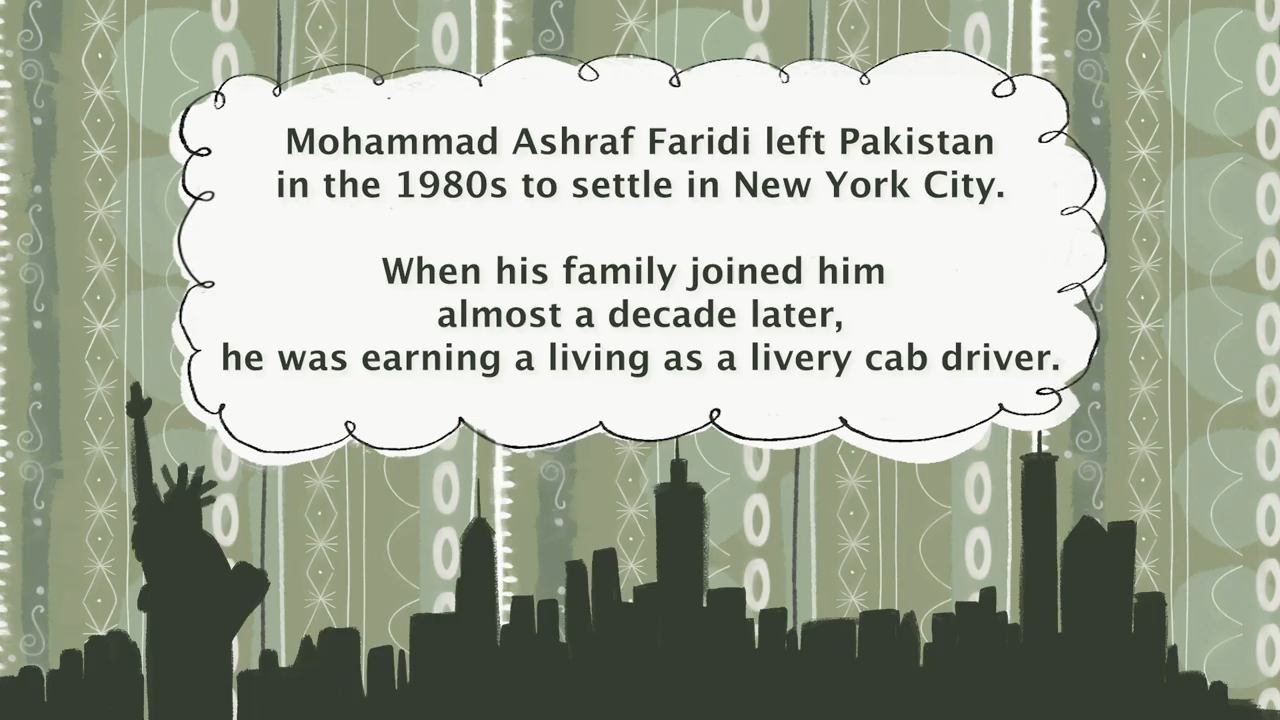 Mohammad Ashraf Faridi left Pakistan
in the 1980s to settle in New York City.
When his family joined him
almost a decade later,
he was earning a living as a livery cab driver.